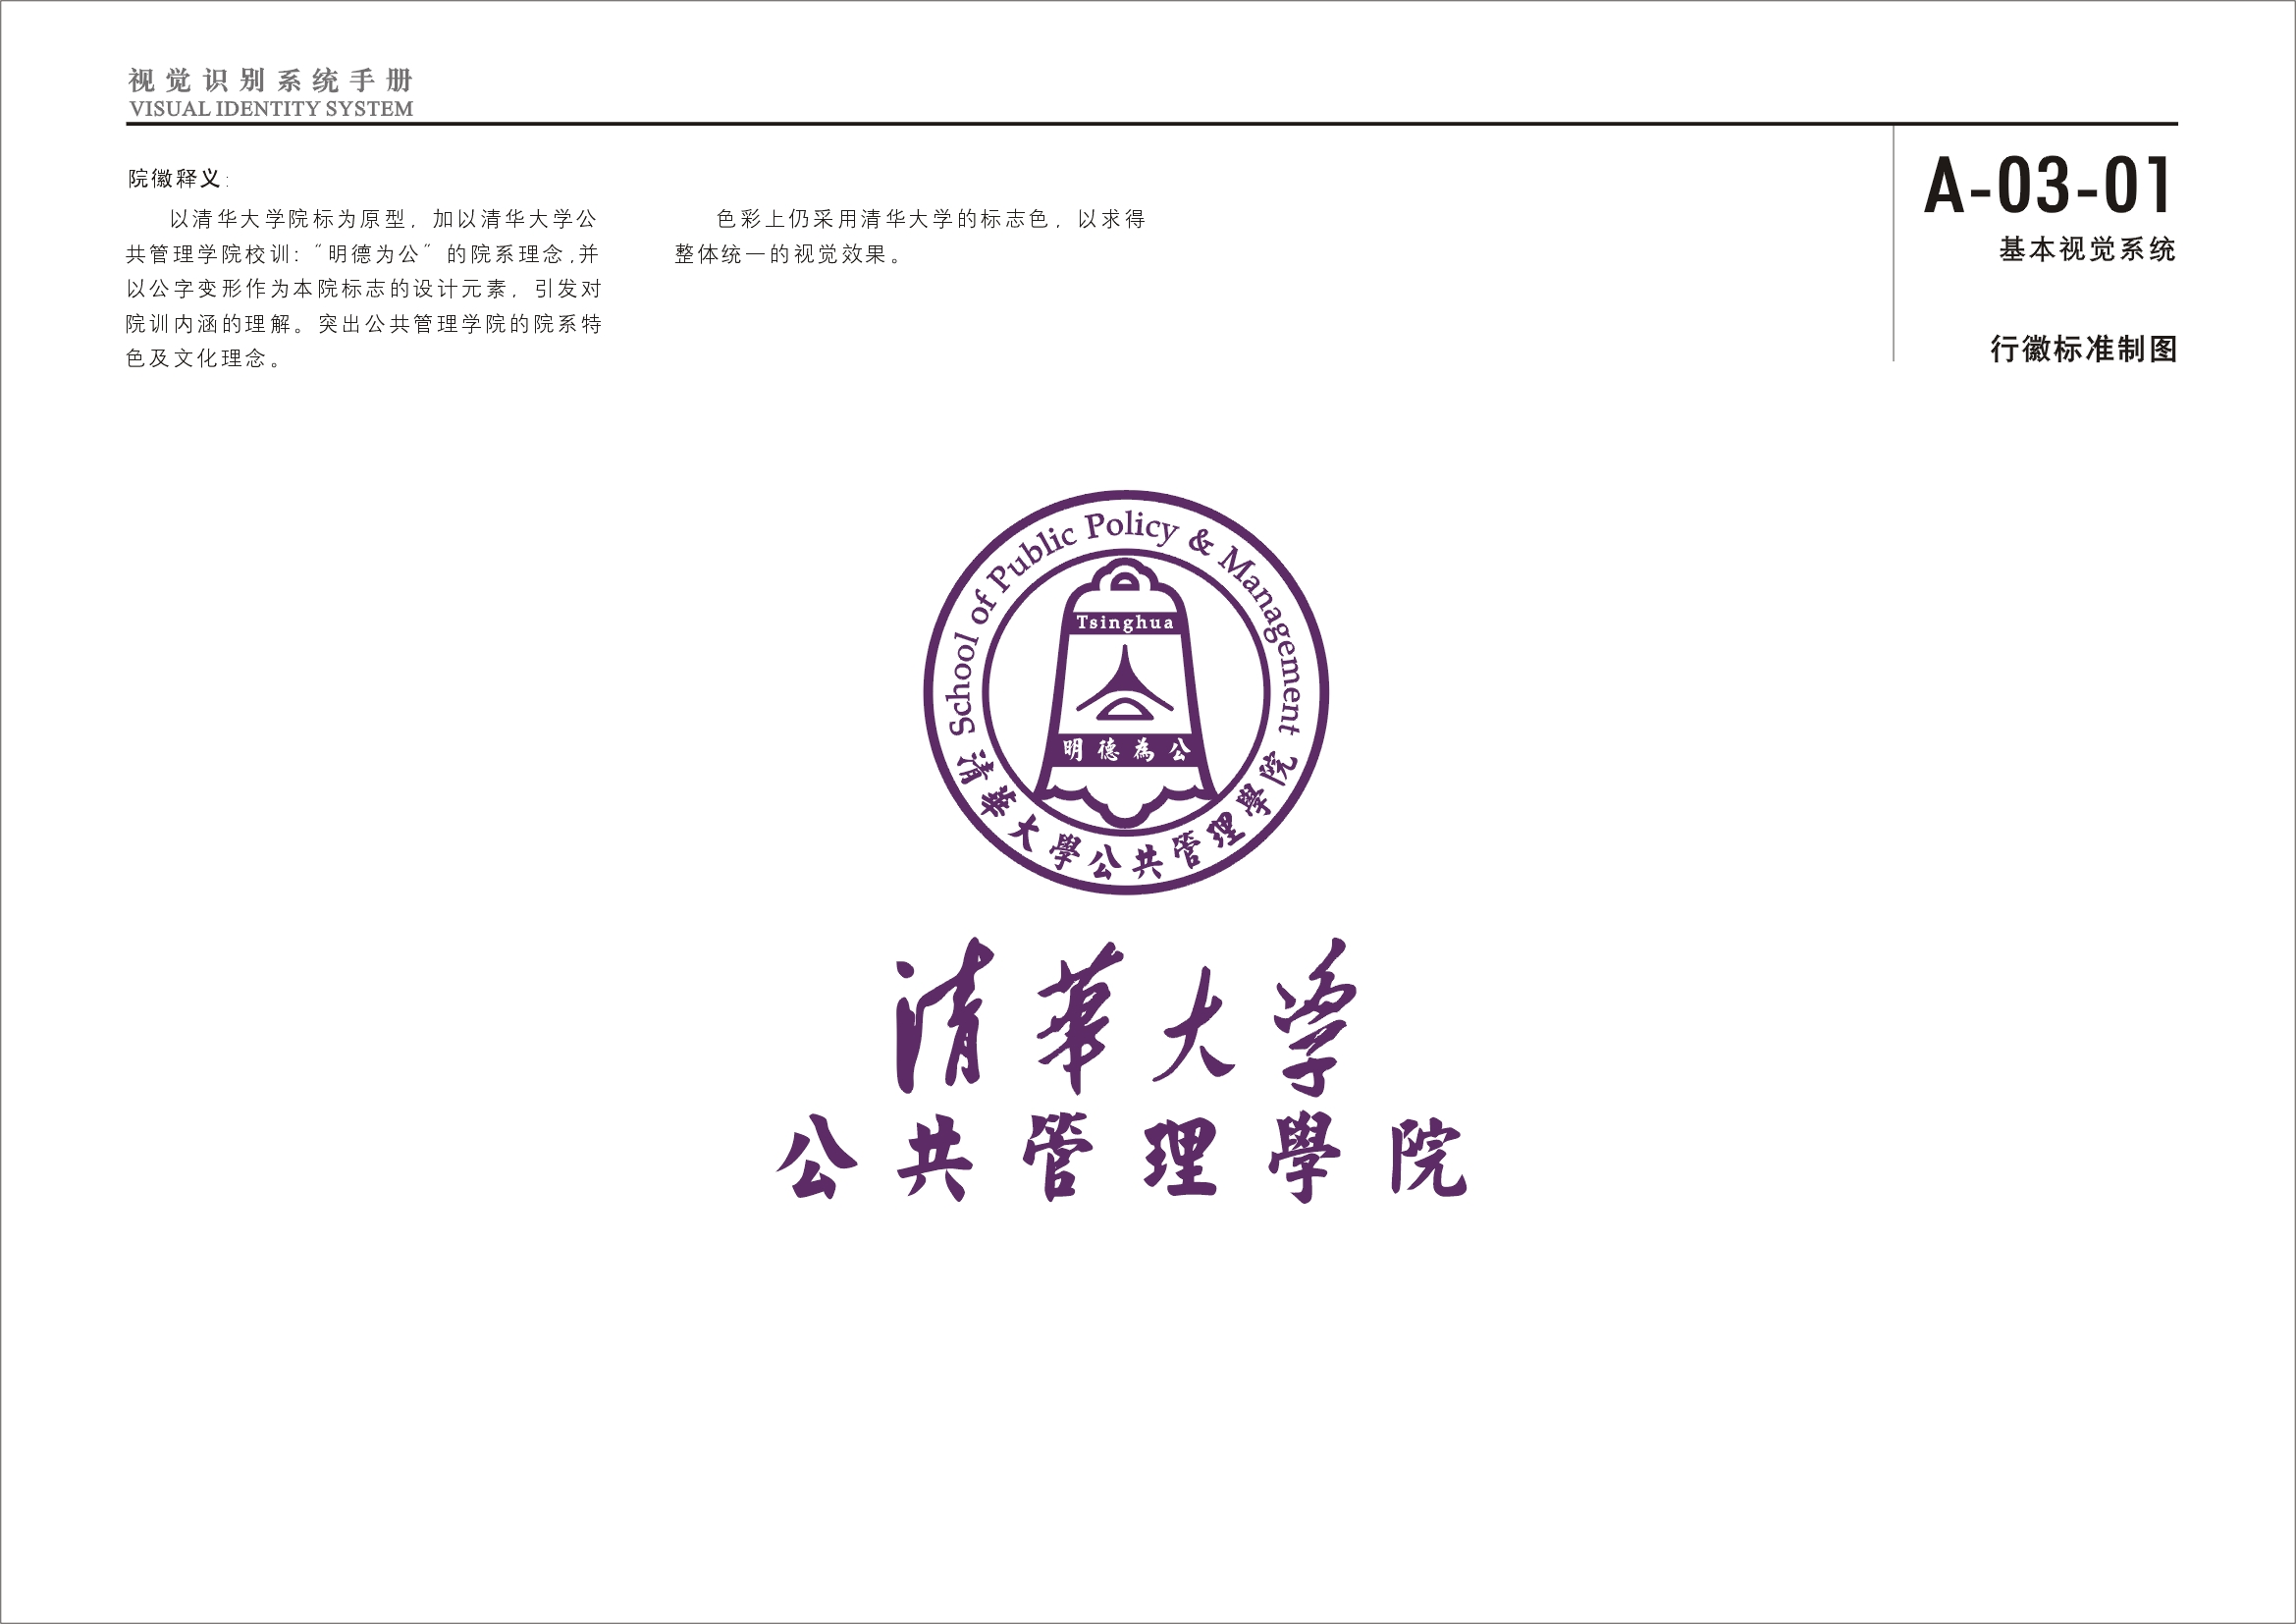 视觉识别系统手册
VISUAL IDENTITY SYSTEM
A-03-01
基本视觉系统
行徽标准制图
院徽释义:
以清华大学院标为原型，加以清华大学公
共管理学院校训:“明德为公”的院系理念,并
以公字变形作为本院标志的设计元素，引发对
院训内涵的理解。突出公共管理学院的院系特
色及文化理念。
色彩上仍采用清华大学的标志色，以求得
整体统一的视觉效果。
School of Public Policy & Management
Tsinghua
明德為公
清華大學公共管理學院
清華大学
公共管理學院